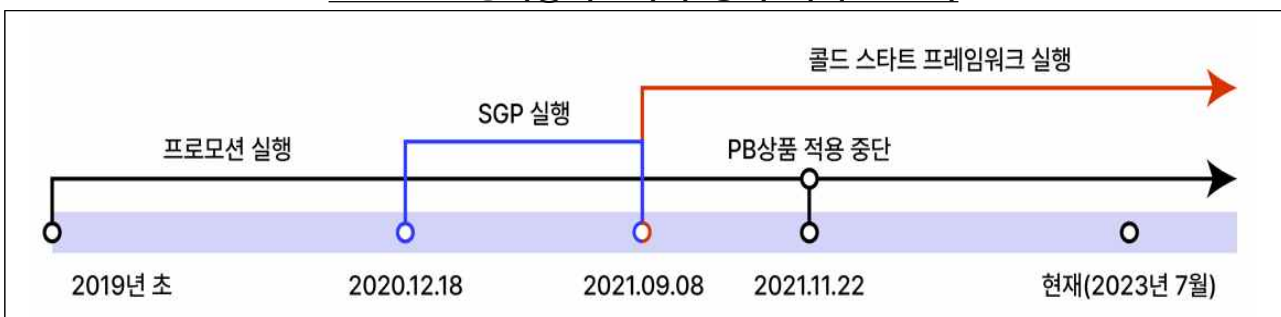 콜드 스타트 프레임워크 실행
SGP 실행
프로모션 실행
PB상품 적용 중단
2019년 초
2020.12.18
2021.09.08
2021.11.22
현재(2023년 7월)